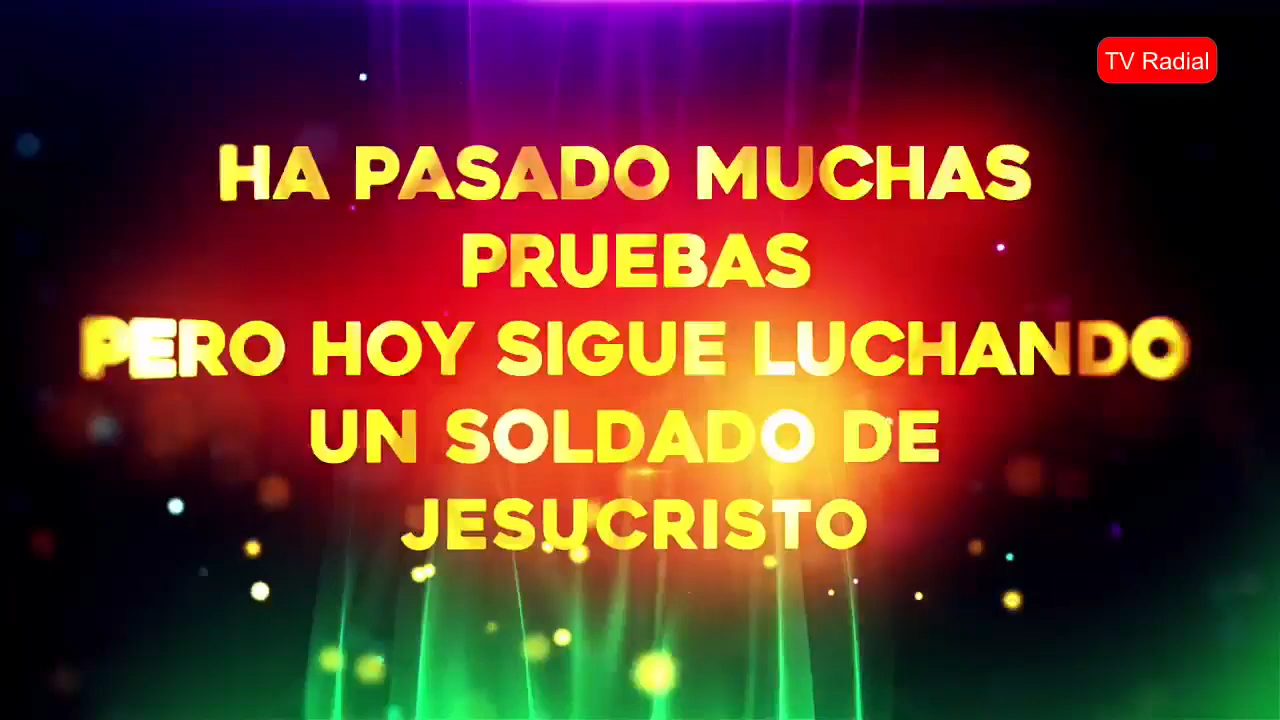 TV Radial
HA PASADO MUCHAS
PRUEBAS
PERO HOY SIGUE LUCHANDO
UN SOLDADO DE
JESUCRISTO